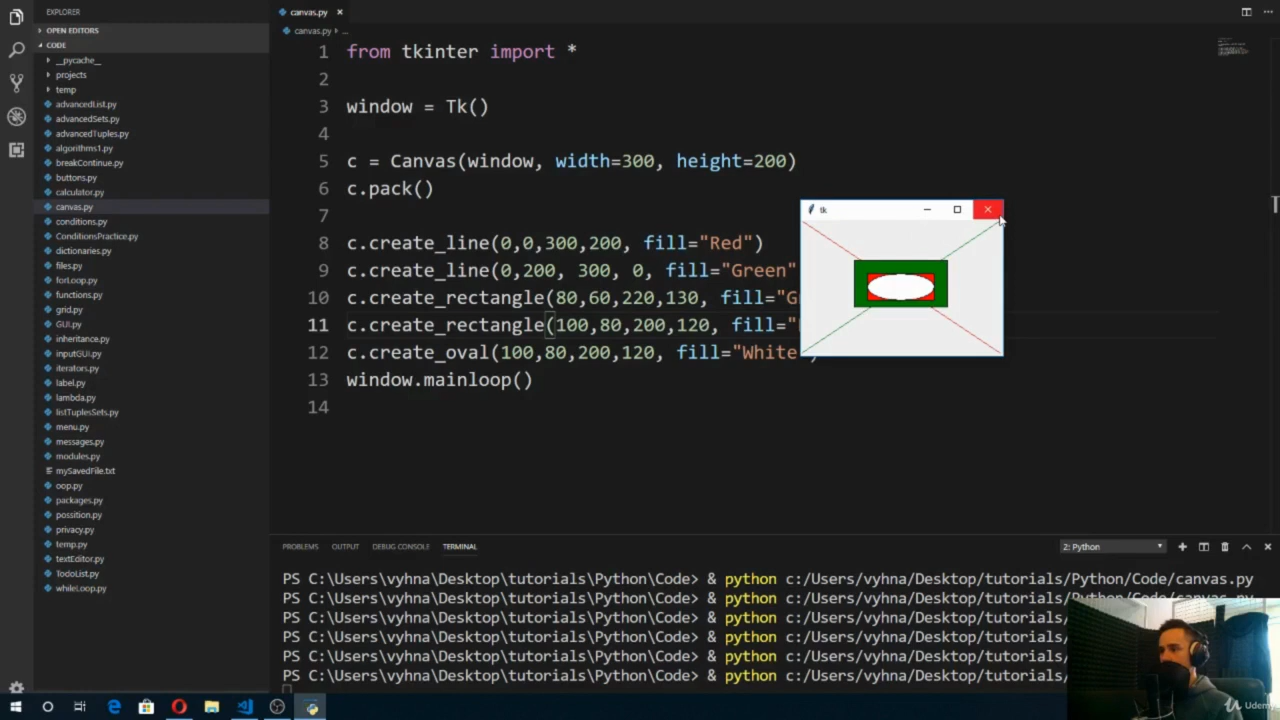 EXPLORER
OPEN EDITORS
CODE
__pycache__
projects
temp
advancedList.py
advancedSets.py
advancedTuples.py
algorithms1.py
breakContinue.py
buttons.py
calculator.py
canvas.py
conditions.py
ConditionsPractice.py
dictionaries.py
files.py
forLoop.py
functions.py
grid.py
GUI.py
inheritance.py
inputGUI.py
iterators.py
label.py
lambda.py
listTuplesSets.py
menu.py
messages.py
modules.py
mySavedFile.txt
oop.py
packages.py
possition.py
privacy.py
temp.py
textEditor.py
TodoList.py
whileLoop.py
canvas.py
canvas.py ...
1 from tkinter import *
2
3 window = Tk()
4
5 c = Canvas(window, width=300, height=200)
6 c.pack()
7
8 c.create_line(0,0,300,200, fill="Red")
9 c.create_line(0,200, 300, 0, fill="Green"
10 c.create_rectangle(80,60,220,130, fill="G
11 c.create_rectangle(100,80,200,120, fill="
12 c.create_oval(100,80,200,120, fill="White")
13 window.mainloop()
14
tk
PROBLEMS OUTPUT DEBUG CONSOLE TERMINAL
2: Python
PS C:\Users\vyhna\Desktop\tutorials\Python\Code> & python c:/Users/vyhna/Desktop/tutorials/Python/Code/canvas.py
PS C:\Users\vyhna\Desktop\tutorials\Python\Code> & python c:/Users/vyhna/Desktop/tutorials/Python/Code/canvas.py
PS C:\Users\vyhna\Desktop\tutorials\Python\Code> & python c:/Users/vyhna/Desktop/tutorials/
PS C:\Users\vyhna\Desktop\tutorials\Python\Code> & python c:/Users/vyhna/Desktop/tutorials/
PS C:\Users\vyhna\Desktop\tutorials\Python\Code> & python c:/Users/vyhna/Desktop/tutorials/
PS C:\Users\vyhna\Desktop\tutorials\Python\Code> & python c:/Users/vyhna/Desktop/tutorials/
Udemy